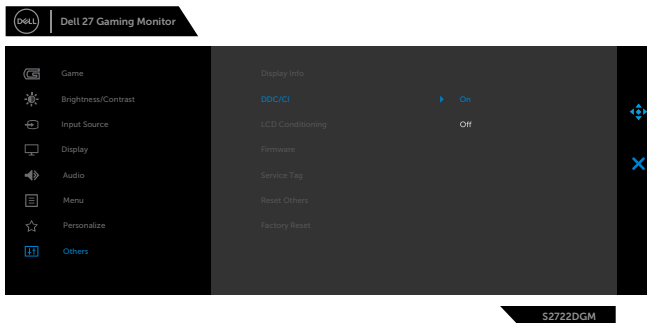 DELL
Dell 27 Gaming Monitor
Game
Display Info
Brightness/Contrast
DDC/CI
On
Input Source
LCD Conditioning
Off
Display
Firmware
Audio
Service Tag
Menu
Reset Others
Personalize
Factory Reset
Others
S2722DGM